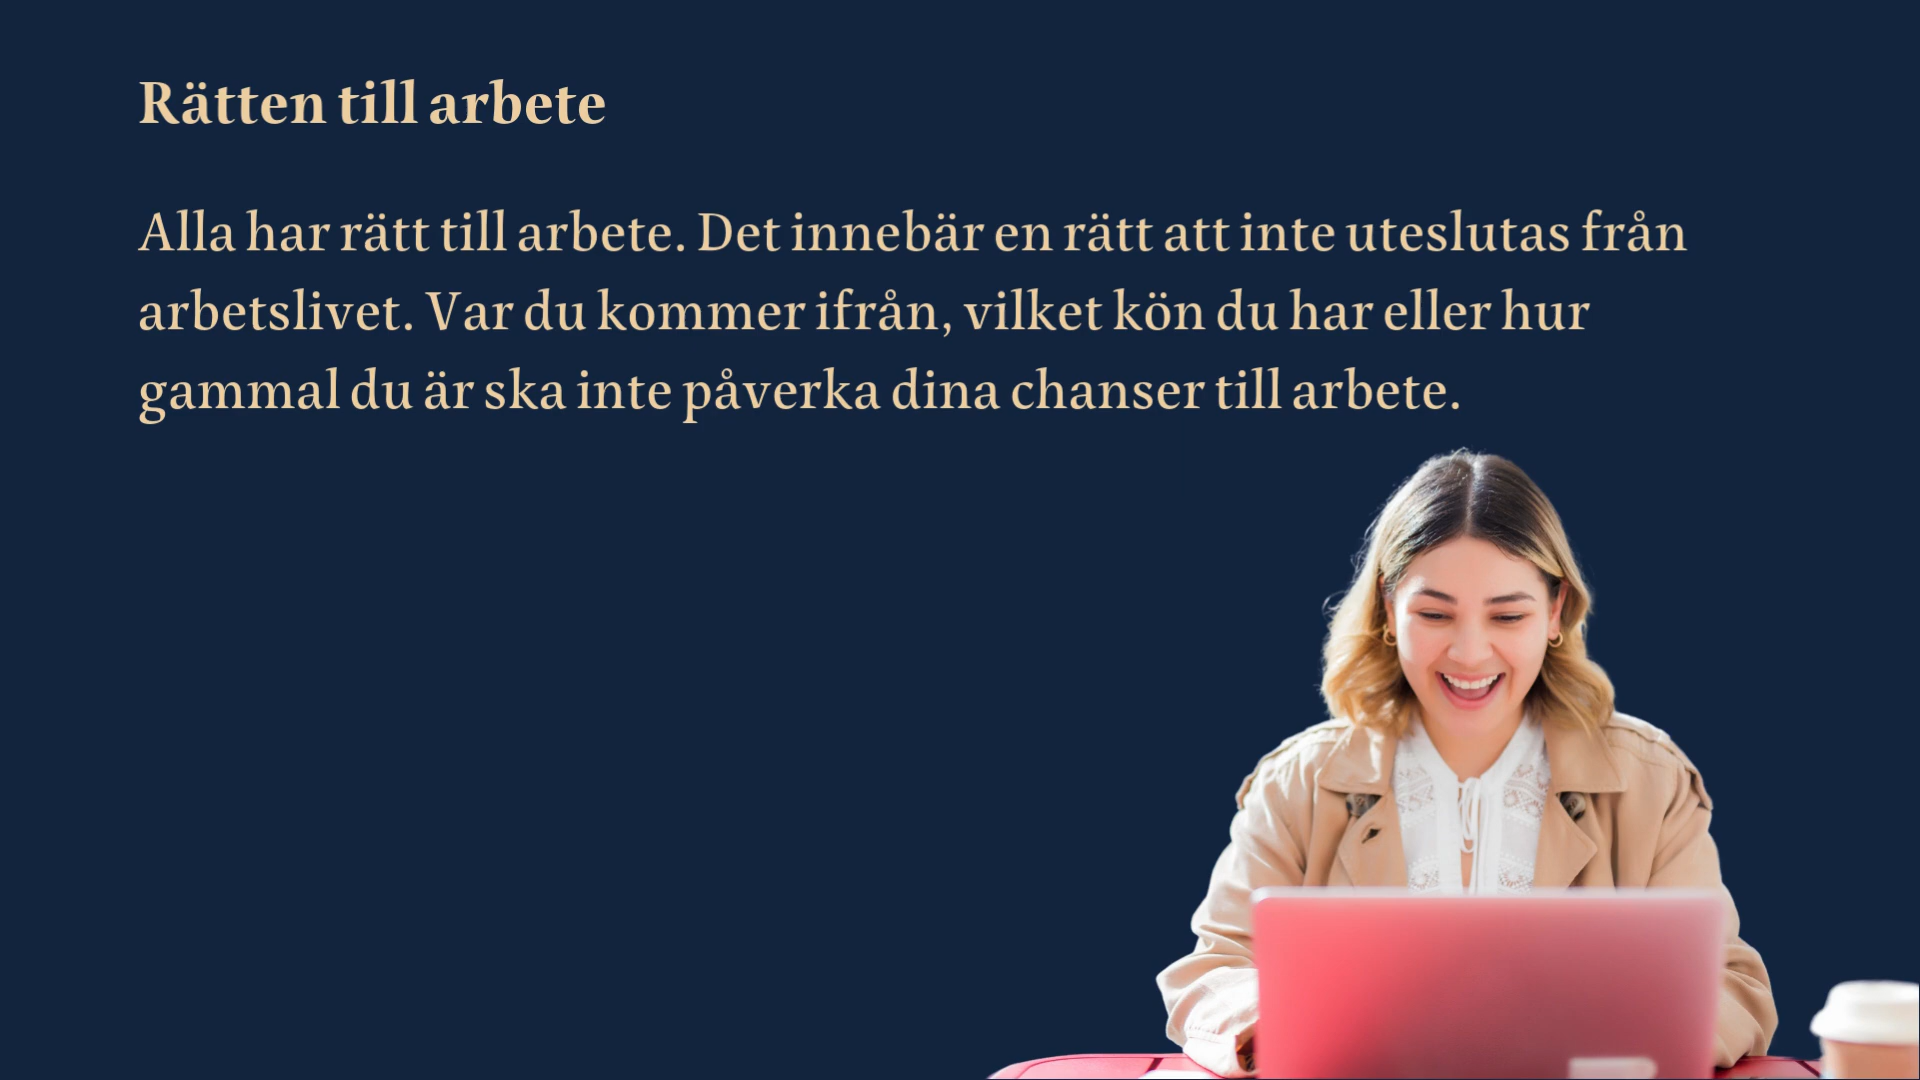 Rätten till arbete
Alla har rätt till arbete. Det innebär en rätt att inte uteslutas från
arbetslivet. Var du kommer ifrån, vilket kön du har eller hur
gammal du är ska inte påverka dina chanser till arbete.